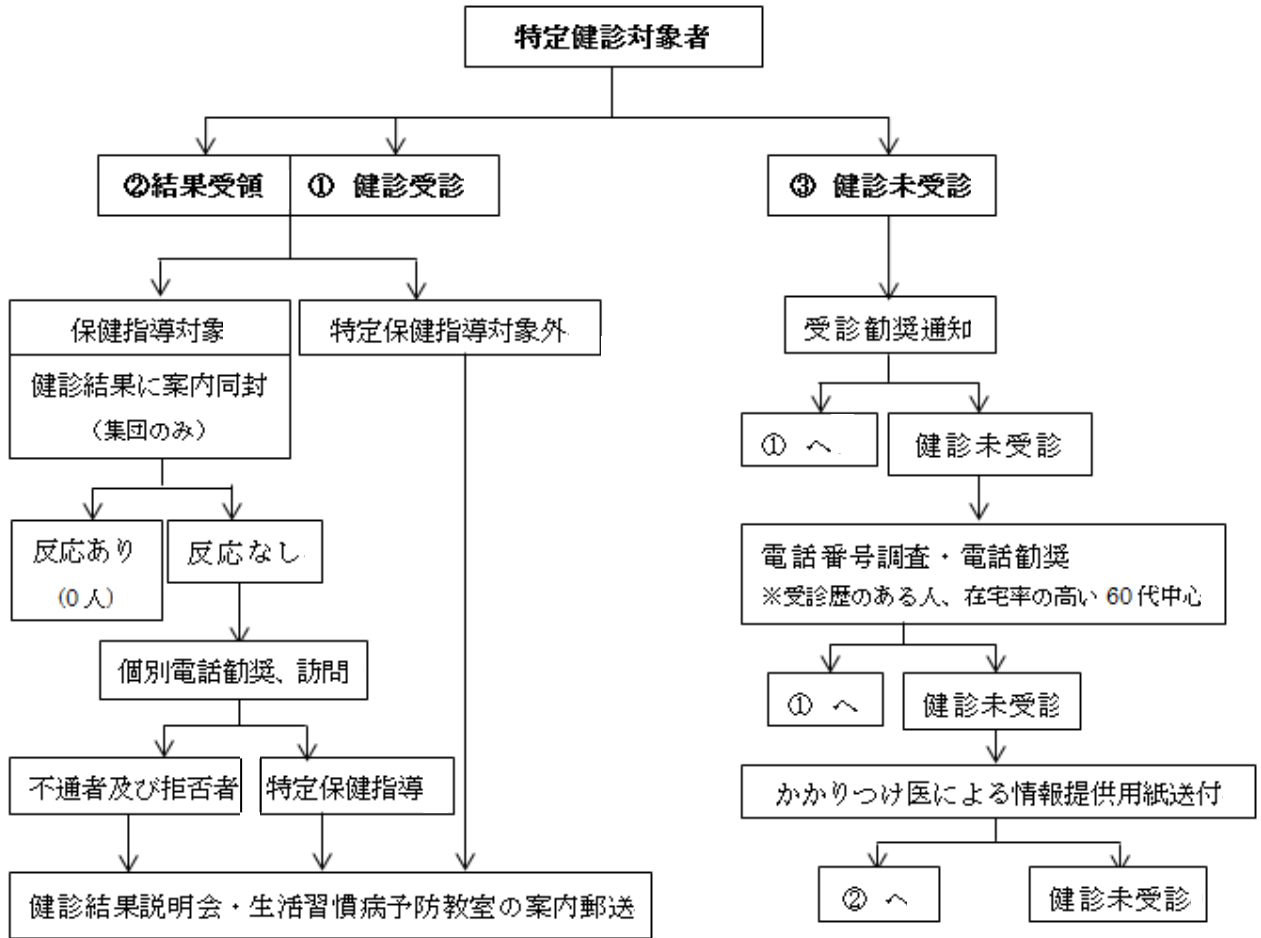 特定健診対象者
②結果受領
① 健診受診
③ 健診未受診
保健指導対象
健診結果に案内同封
（集団のみ）
特定保健指導対象外
受診勧奨通知
① へ
健診未受診
反応あり
(0人)
反応なし
電話番号調査・電話勧奨
※受診歴のある人、在宅率の高い 60代中心
個別電話勧奨、訪問
① へ
健診未受診
不通者及び拒否者
特定保健指導
かかりつけ医による情報提供用紙送付
健診結果説明会・生活習慣病予防教室の案内郵送
② へ
健診未受診